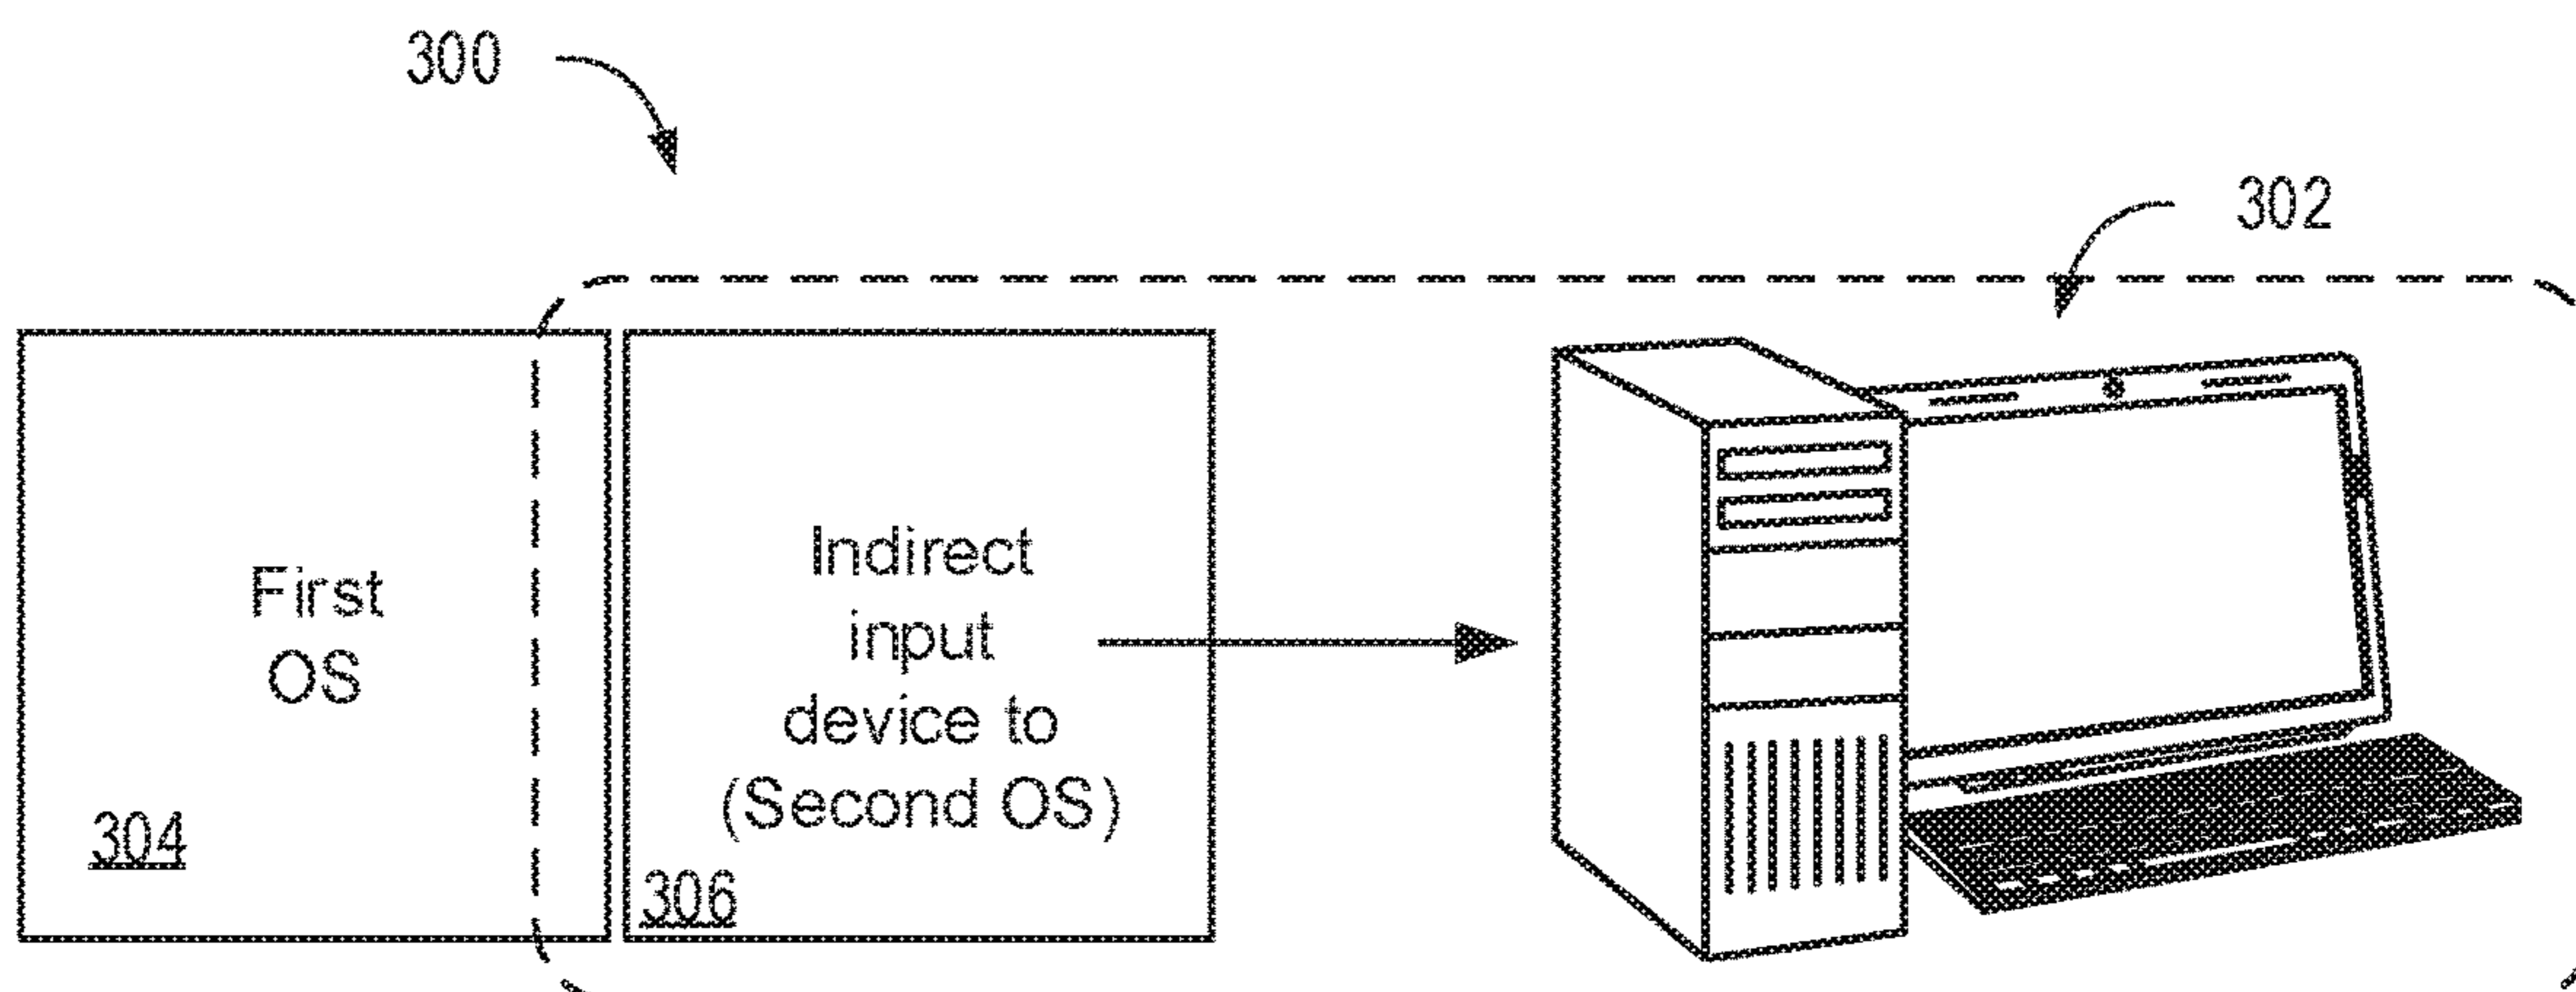 300
302
First
OS
304
Indirect
input
device to
(Second OS)
306